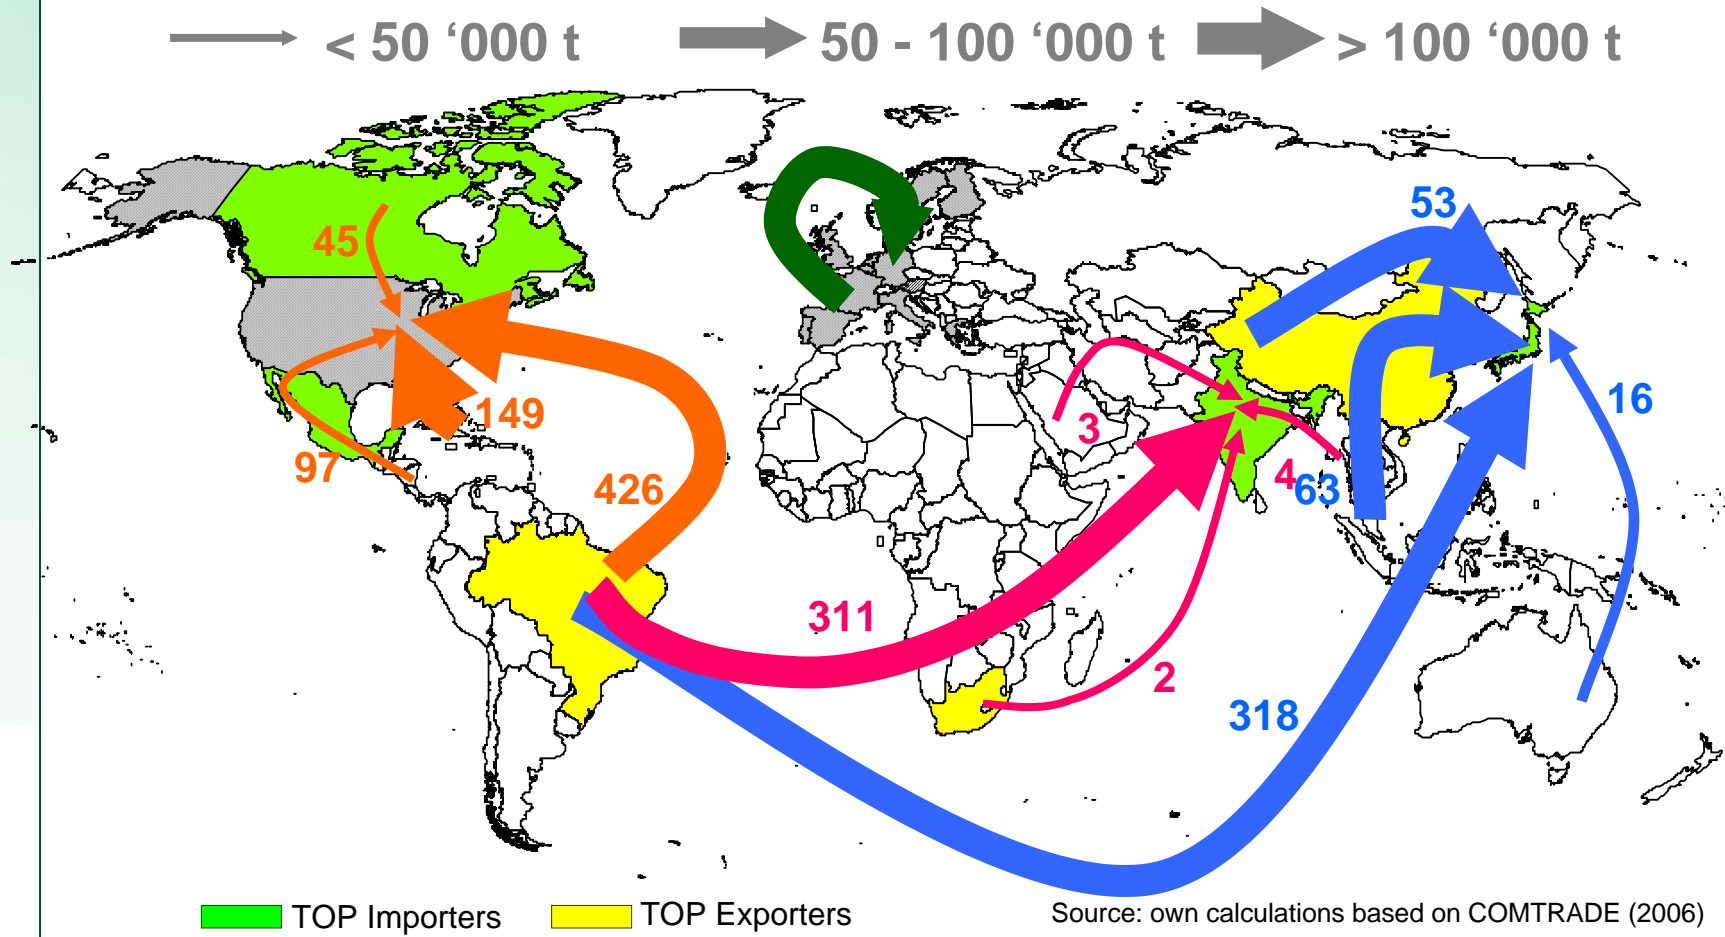 < 50 ‘000 t
50 - 100 ‘000 t
> 100 ‘000 t
53
45
16
149
3
97
426
4
63
311
2
318
TOP Importers
TOP Exporters
Source: own calculations based on COMTRADE (2006)